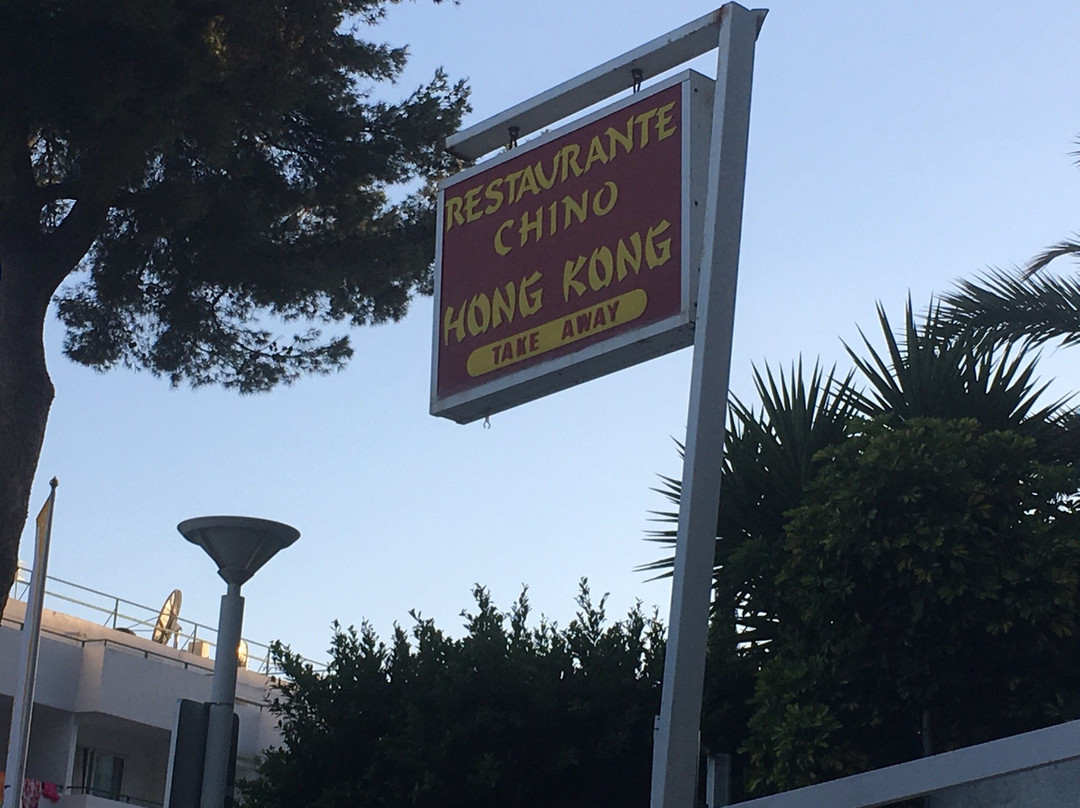 RESTAURANTE
CHINO
HONG KONG
TAKE AWAY